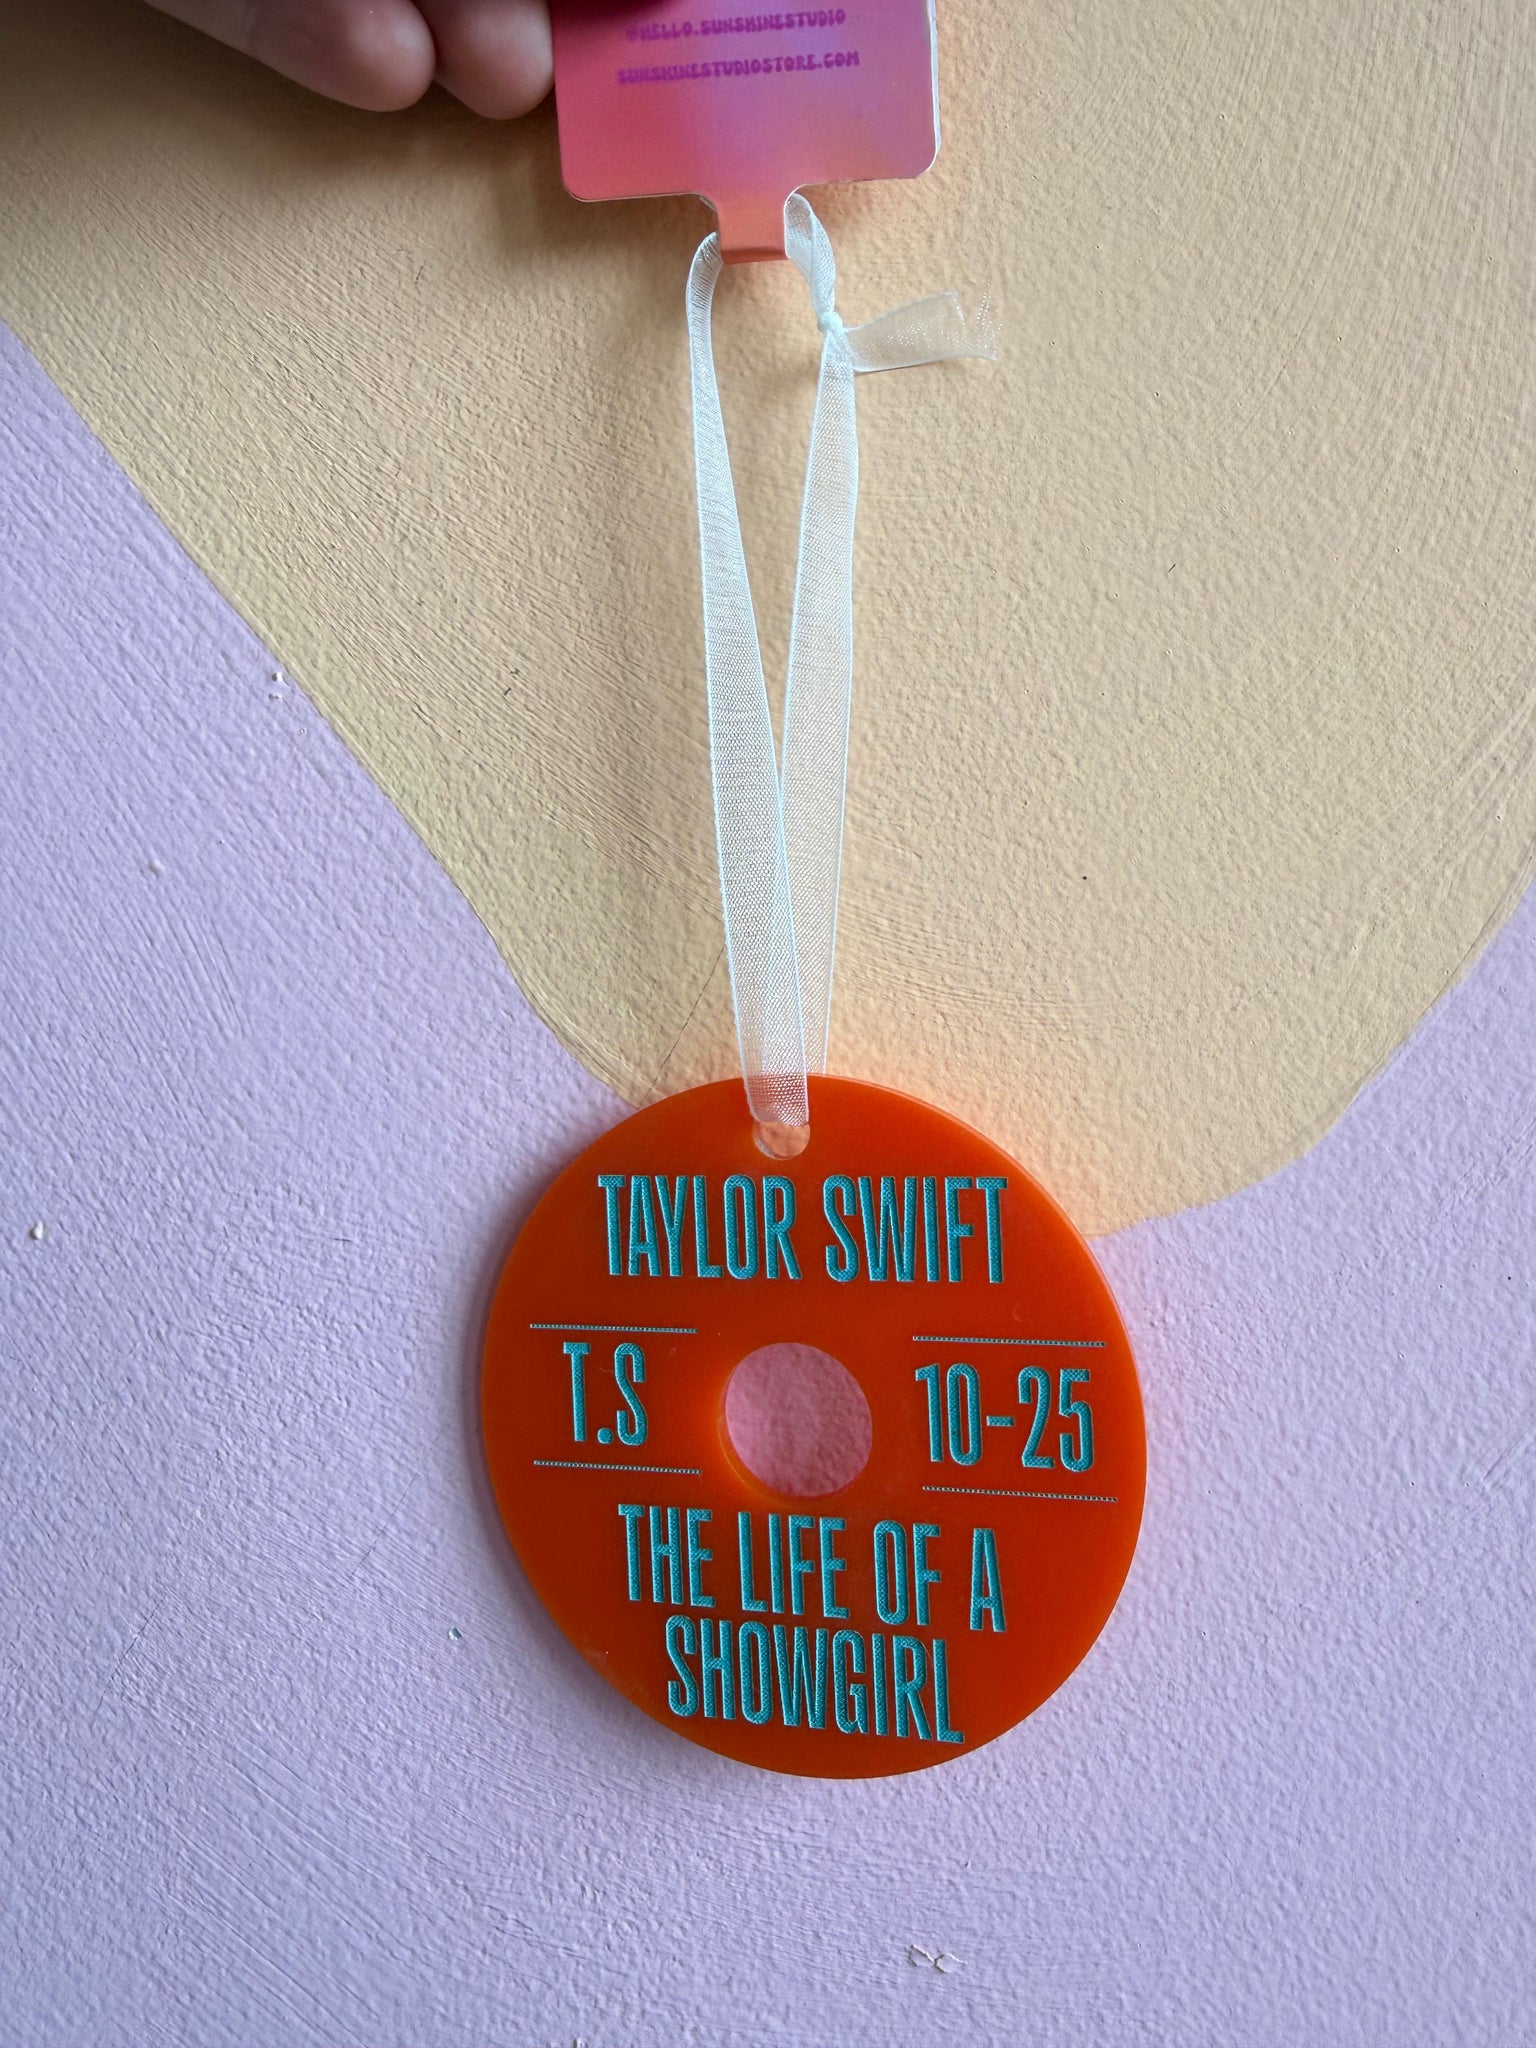 @HELLO.SUNSHINESTUDIO
SUNSHINESTUDIOSTORE.COM
TAYLOR SWIFT
T.S
10-25
THE LIFE OF A
SHOWGIRL